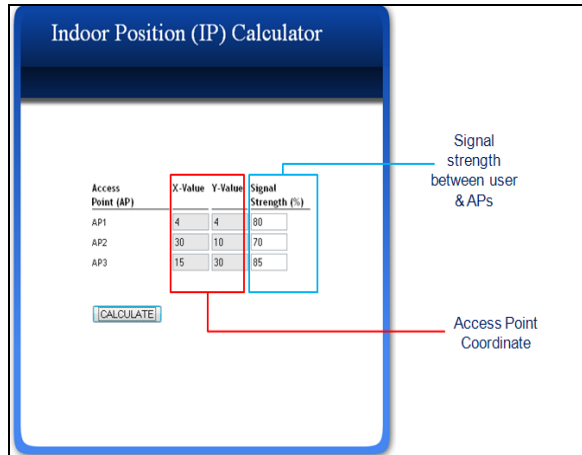 Indoor Position (IP) Calculator
Access
Point (AP)
X-Value Y-Value Signal
Strength (%)
AP1 4 4 80
AP2 30 10 70
AP3 15 30 85
CALCULATE
Signal
strength
between user
& APs
Access Point
Coordinate